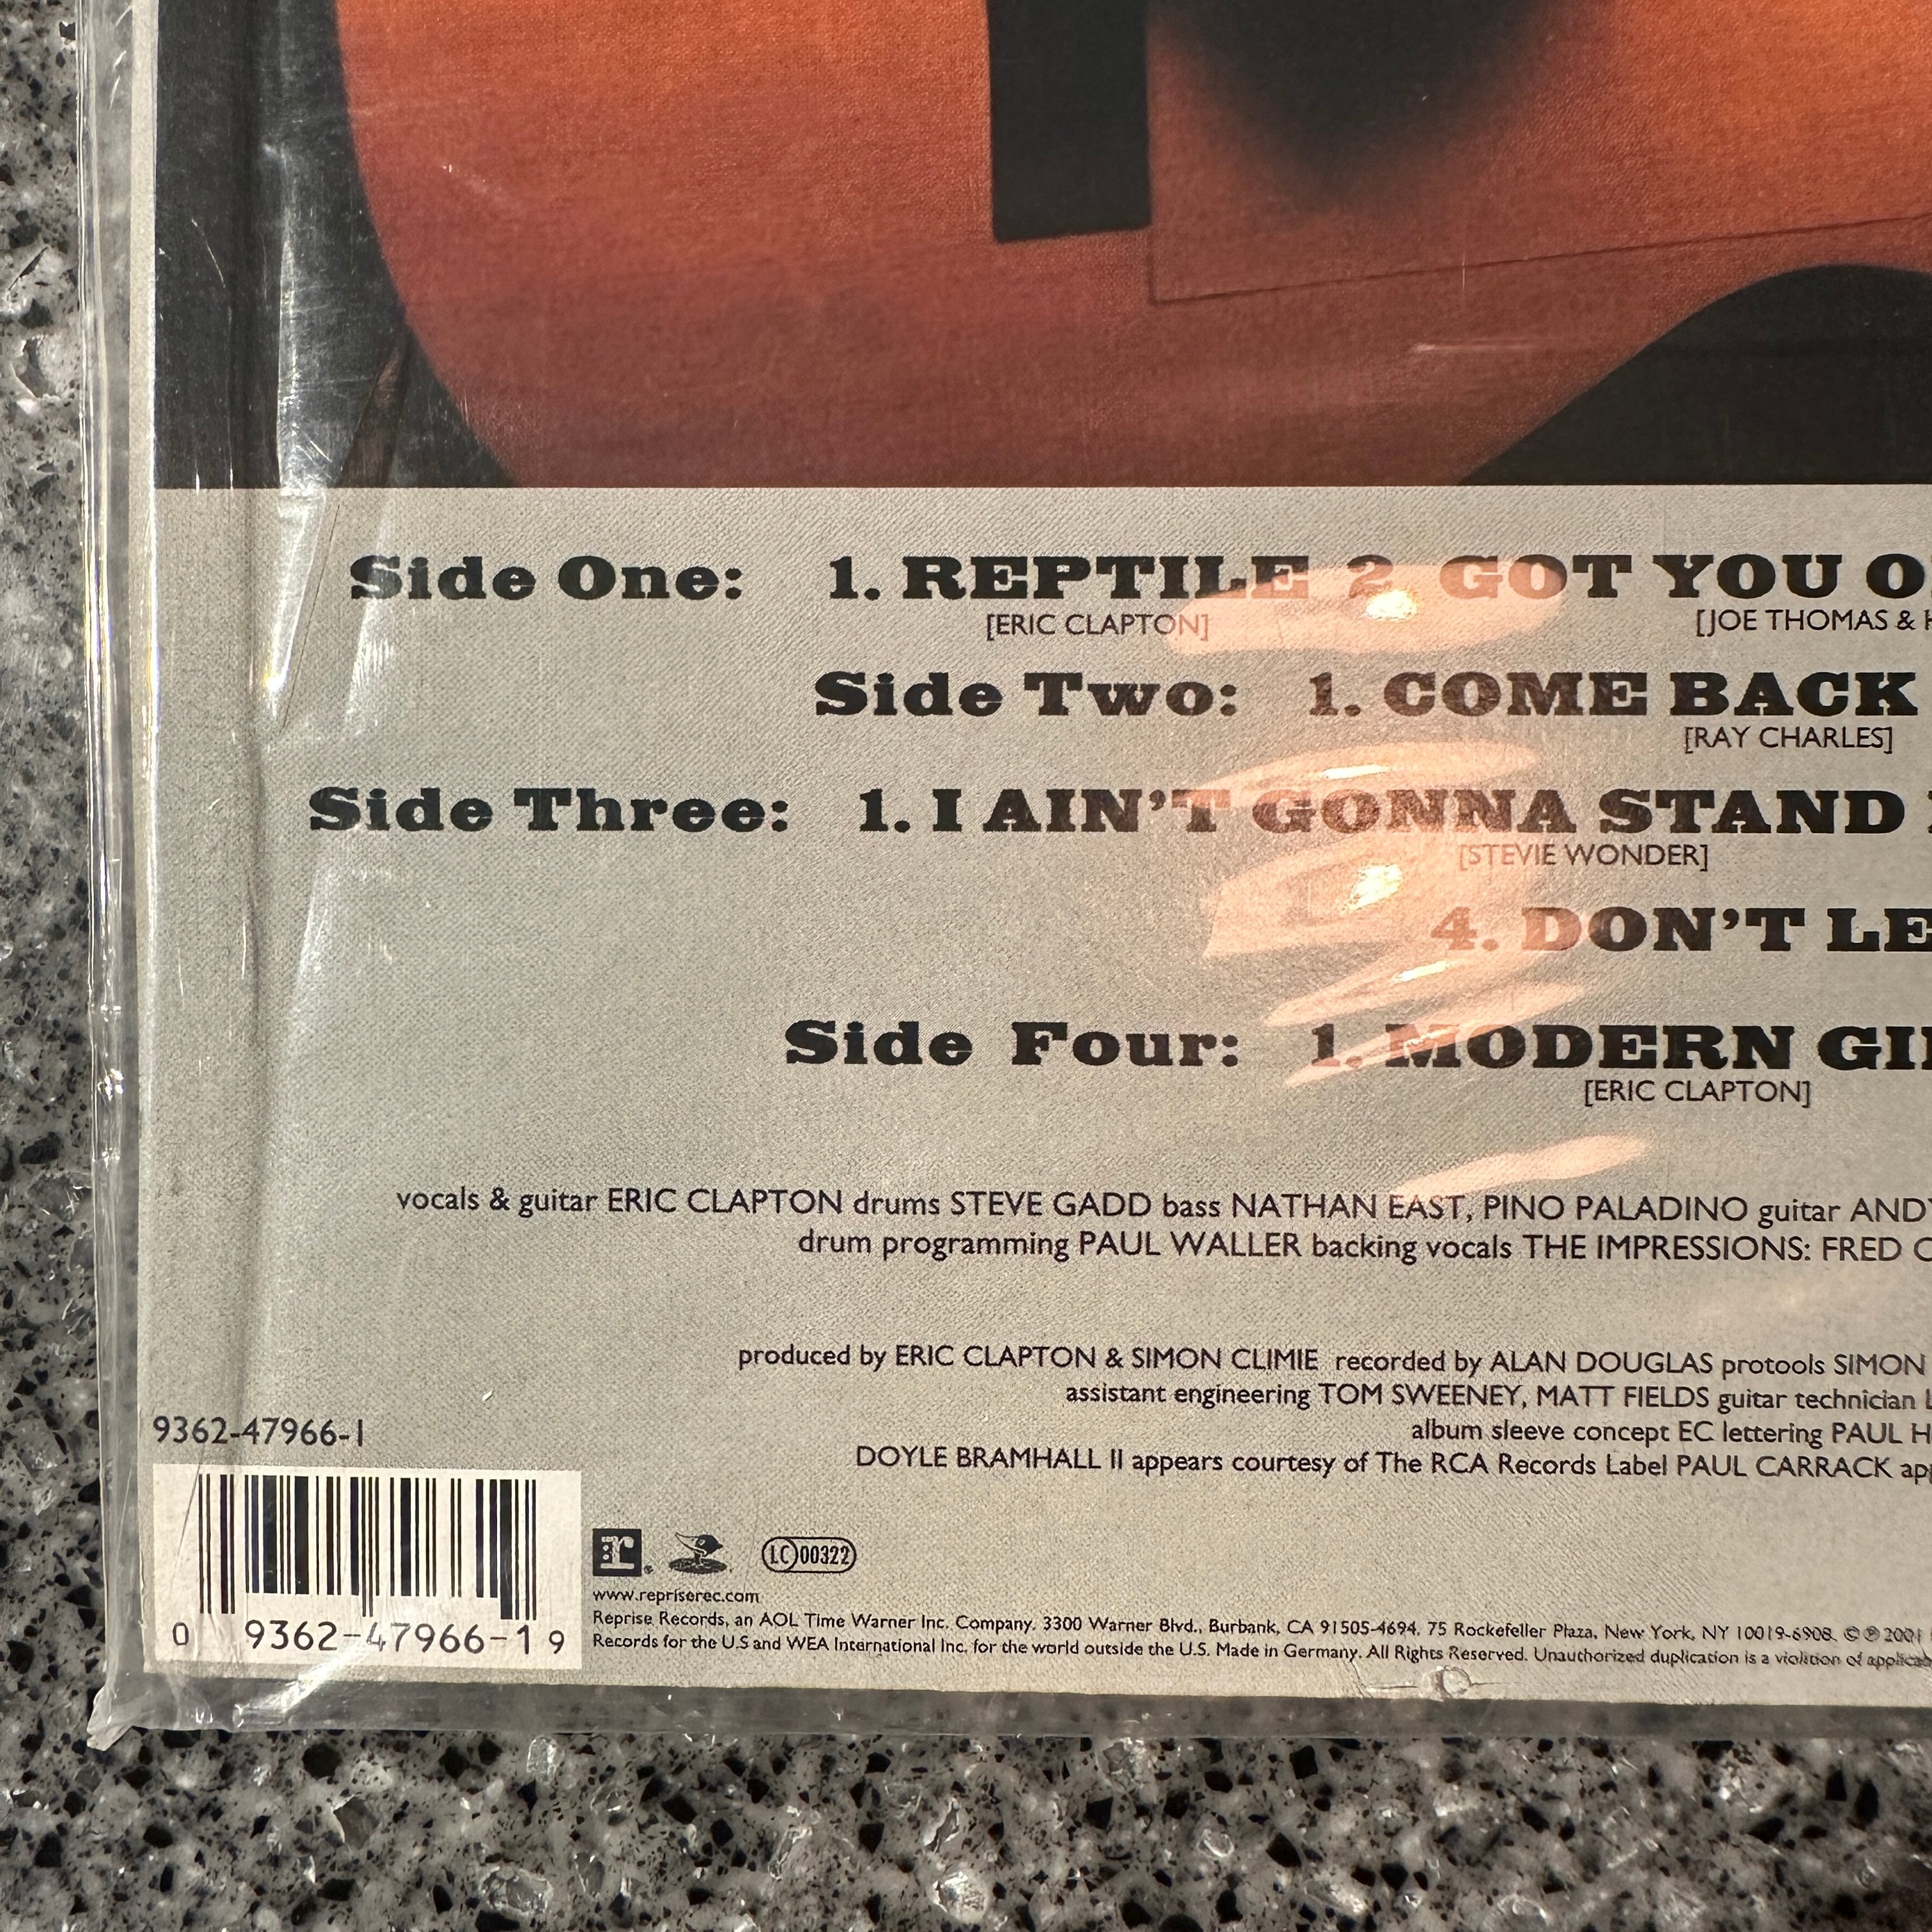 Side One: 1. REPTILE 2 GOT YOU O
[ERIC CLAPTON] [JOE THOMAS &
Side Two: 1. COME BACK
[RAY CHARLES]
Side Three: 1. I AIN'T GONNA STAND
[STEVIE WONDER]
4. DON'T LE
Side Four: 1. MODERN GI
[ERIC CLAPTON]
vocals & guitar ERIC CLAPTON drums STEVE GADD bass NATHAN EAST, PINO PALADINO guitar ANDY
drum programming PAUL WALLER backing vocals THE IMPRESSIONS: FRED
produced by ERIC CLAPTON & SIMON CLIMIE recorded by ALAN DOUGLAS protools SIMON
assistant engineering TOM SWEENEY, MATT FIELDS guitar technician
album sleeve concept EC lettering PAUL H
DOYLE BRAMHALL II appears courtesy of The RCA Records Label PAUL CARRACK app
9362-47966-1
0 9362-47966-1 9
r
LC 00322
www.repriserec.com
Reprise Records, an AOL Time Warner Inc. Company. 3300 Warner Blvd., Burbank, CA 91505-4694. 75 Rockefeller Plaza, New York, NY 10019-6908. © ℗ 2001
Records for the U.S and WEA International Inc. for the world outside the U.S. Made in Germany. All Rights Reserved. Unauthorized duplication is a violation of applicab